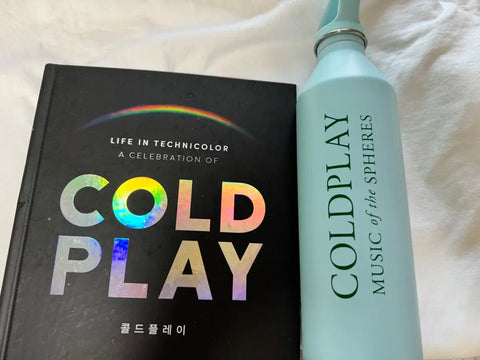 LIFE IN TECHNICOLOR
A CELEBRATION OF
COLD
PLAY
콜드플레이
COLDPLAY
MUSIC of the SPHERES